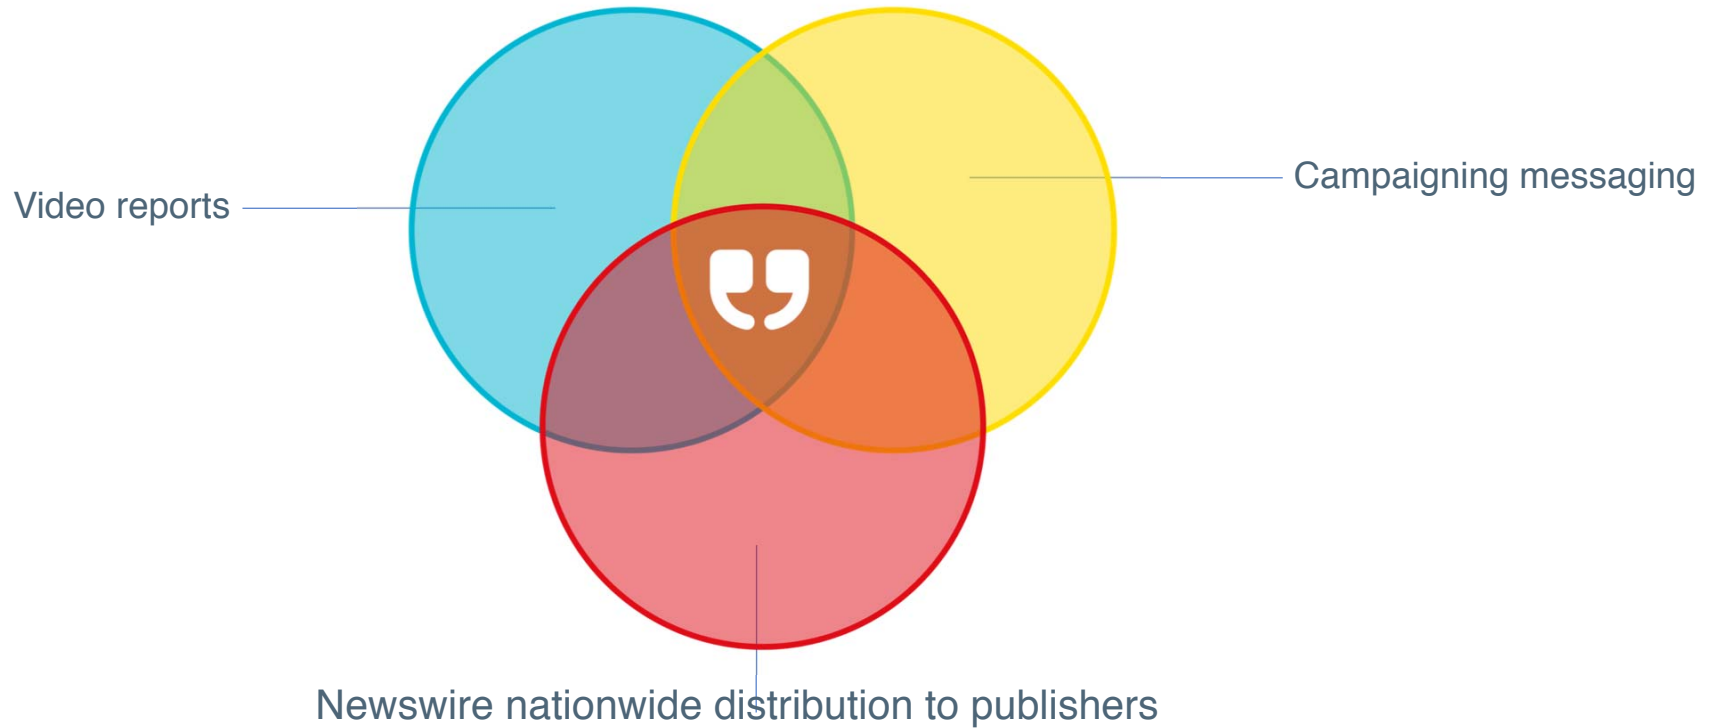 Video reports
Campaigning messaging
Newswire nationwide distribution to publishers